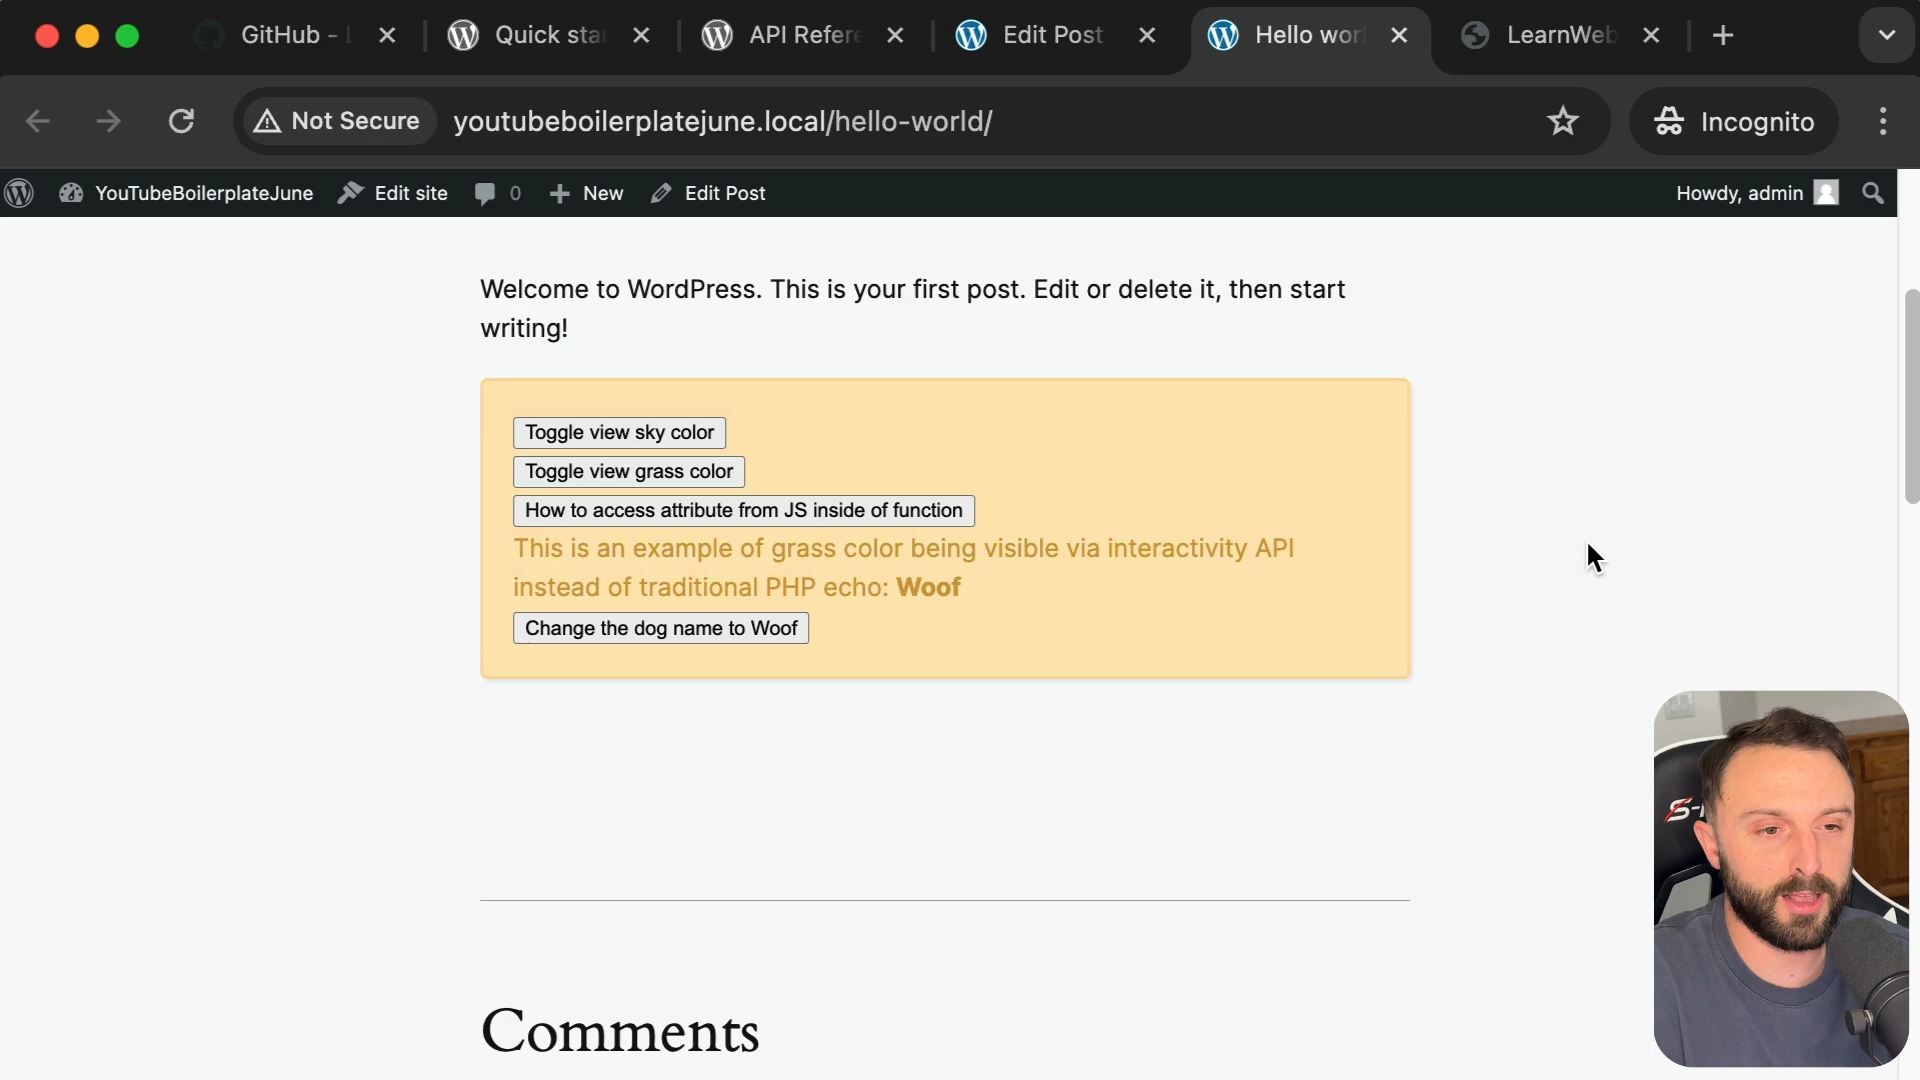 GitHub -
Quick star
API Refere
Edit Post
Hello worl
LearnWeb
Not Secure
youtubeboilerplatejune.local/hello-world/
Incognito
YouTubeBoilerplateJune
Edit site
0
New
Edit Post
Howdy, admin
Welcome to WordPress. This is your first post. Edit or delete it, then start
writing!
Toggle view sky color
Toggle view grass color
How to access attribute from JS inside of function
This is an example of grass color being visible via interactivity API
instead of traditional PHP echo: Woof
Change the dog name to Woof
Comments